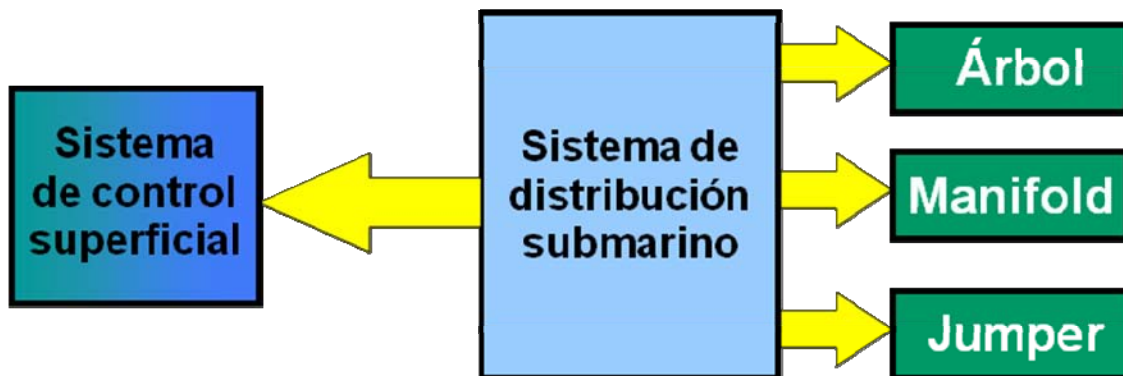 Sistema
de control
superficial
Sistema de
distribución
submarino
Árbol
Manifold
Jumper